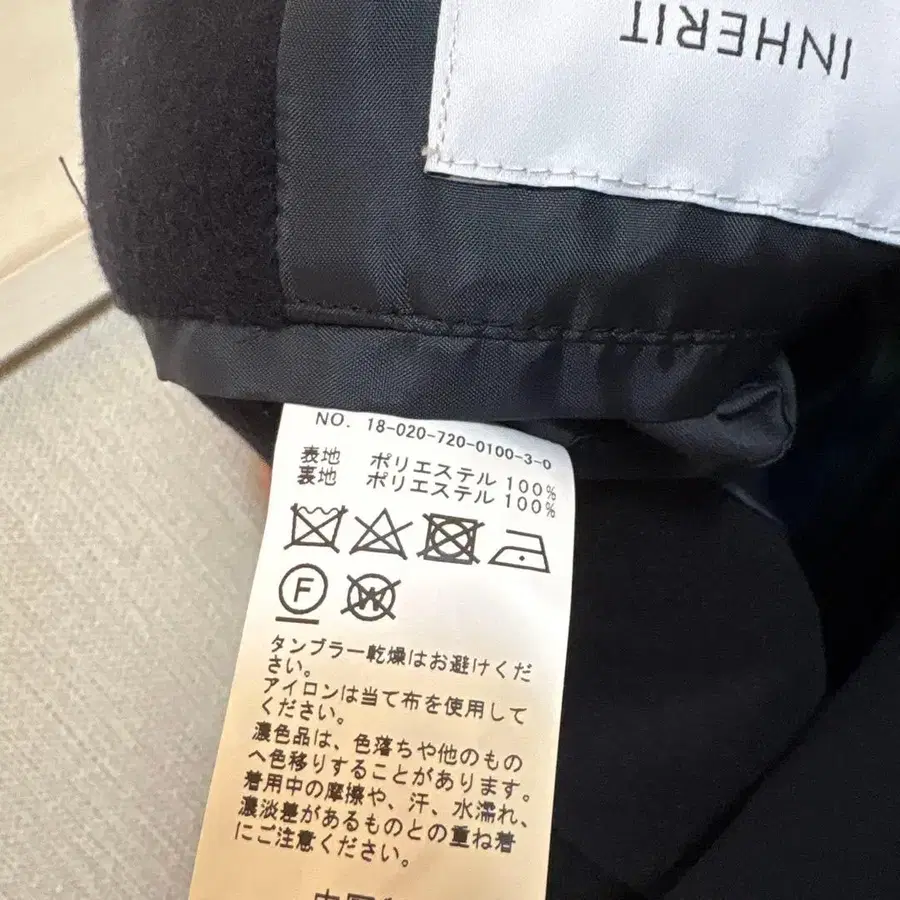 INHERIT
NO. 18-020-720-0100-3-0
表地 ポリエステル 100%
裏地 ポリエステル 100%
F
W
タンブラー乾燥はお避けくだ
さい。
アイロンは当て布を使用して
ください。
濃色品は、色落ちや他のもの
へ色移りすることがあります。
着用中の摩擦や、汗、水濡れ、
濃淡差があるものとの重ね着
にご注意ください。